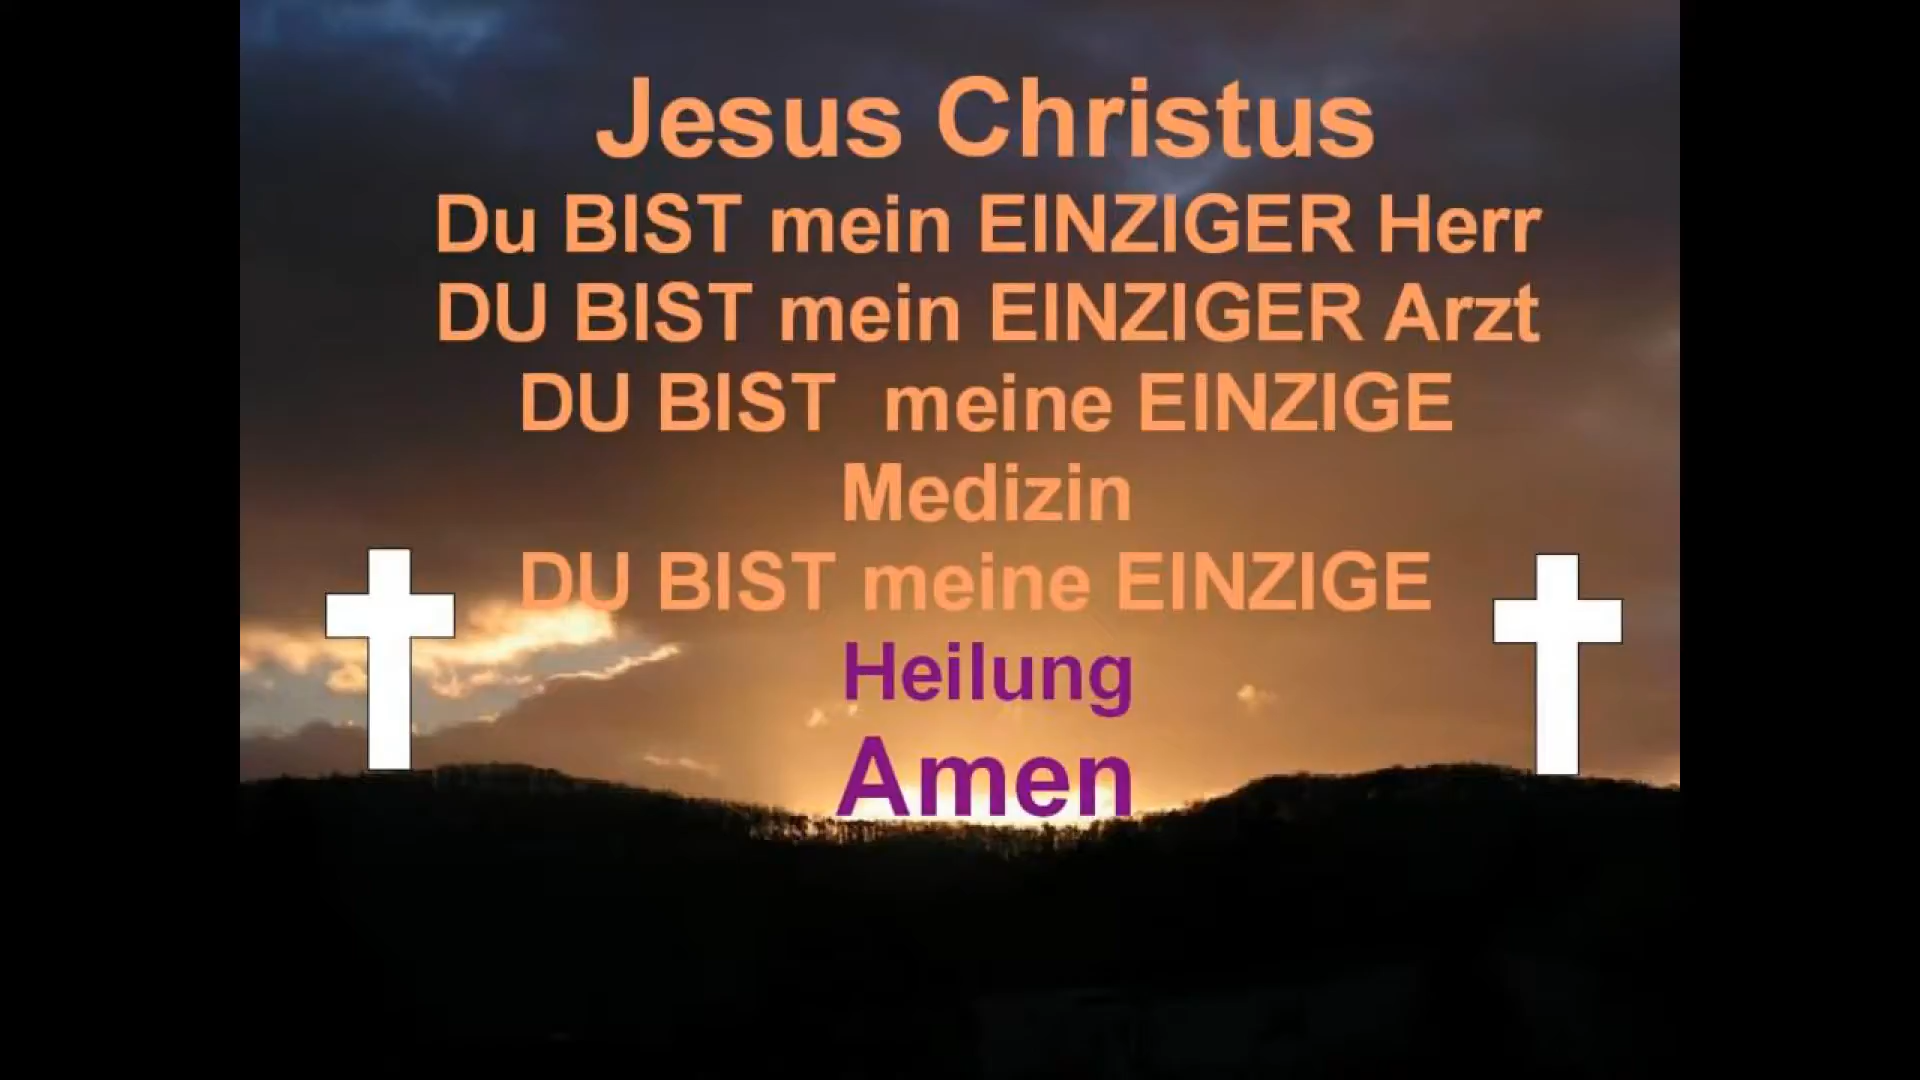 Jesus Christus
Du BIST mein EINZIGER Herr
DU BIST mein EINZIGER Arzt
DU BIST meine EINZIGE
Medizin
DU BIST meine EINZIGE
Heilung
Amen